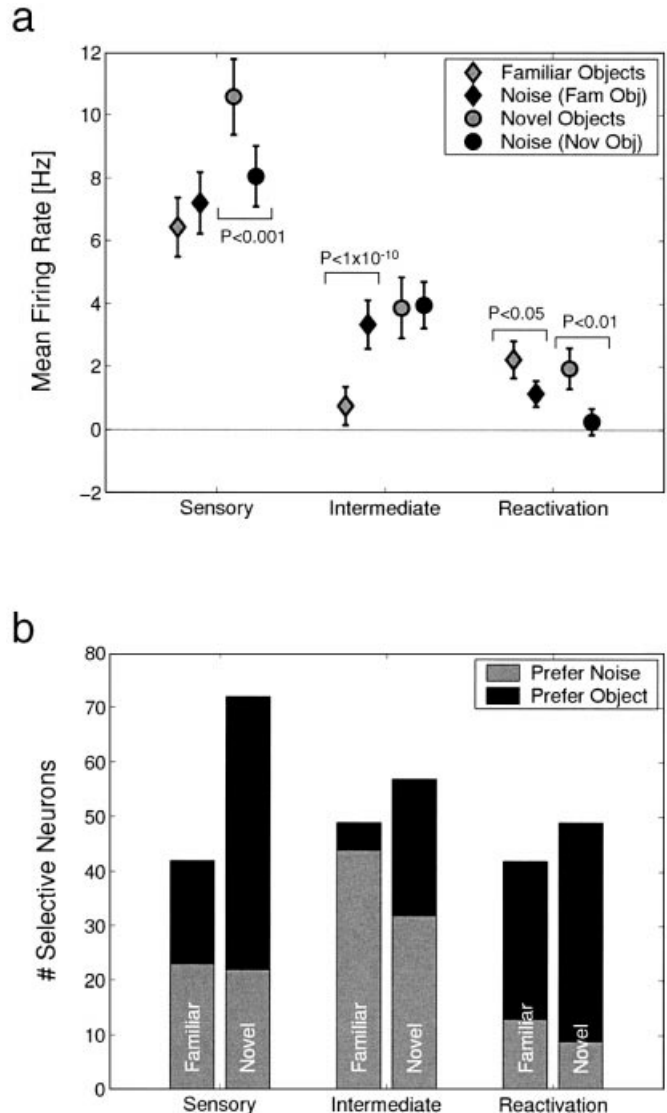 a
12
10
8
6
4
2
0
−2
Mean Firing Rate [Hz]
Familiar Objects
Noise (Fam Obj)
Novel Objects
Noise (Nov Obj)
P<0.001
P<1x10⁻¹⁰
P<0.05
P<0.01
Sensory
Intermediate
Reactivation
b
80
70
60
50
40
30
20
10
0
# Selective Neurons
Prefer Noise
Prefer Object
Familiar
Novel
Familiar
Novel
Familiar
Novel
Sensory
Intermediate
Reactivation